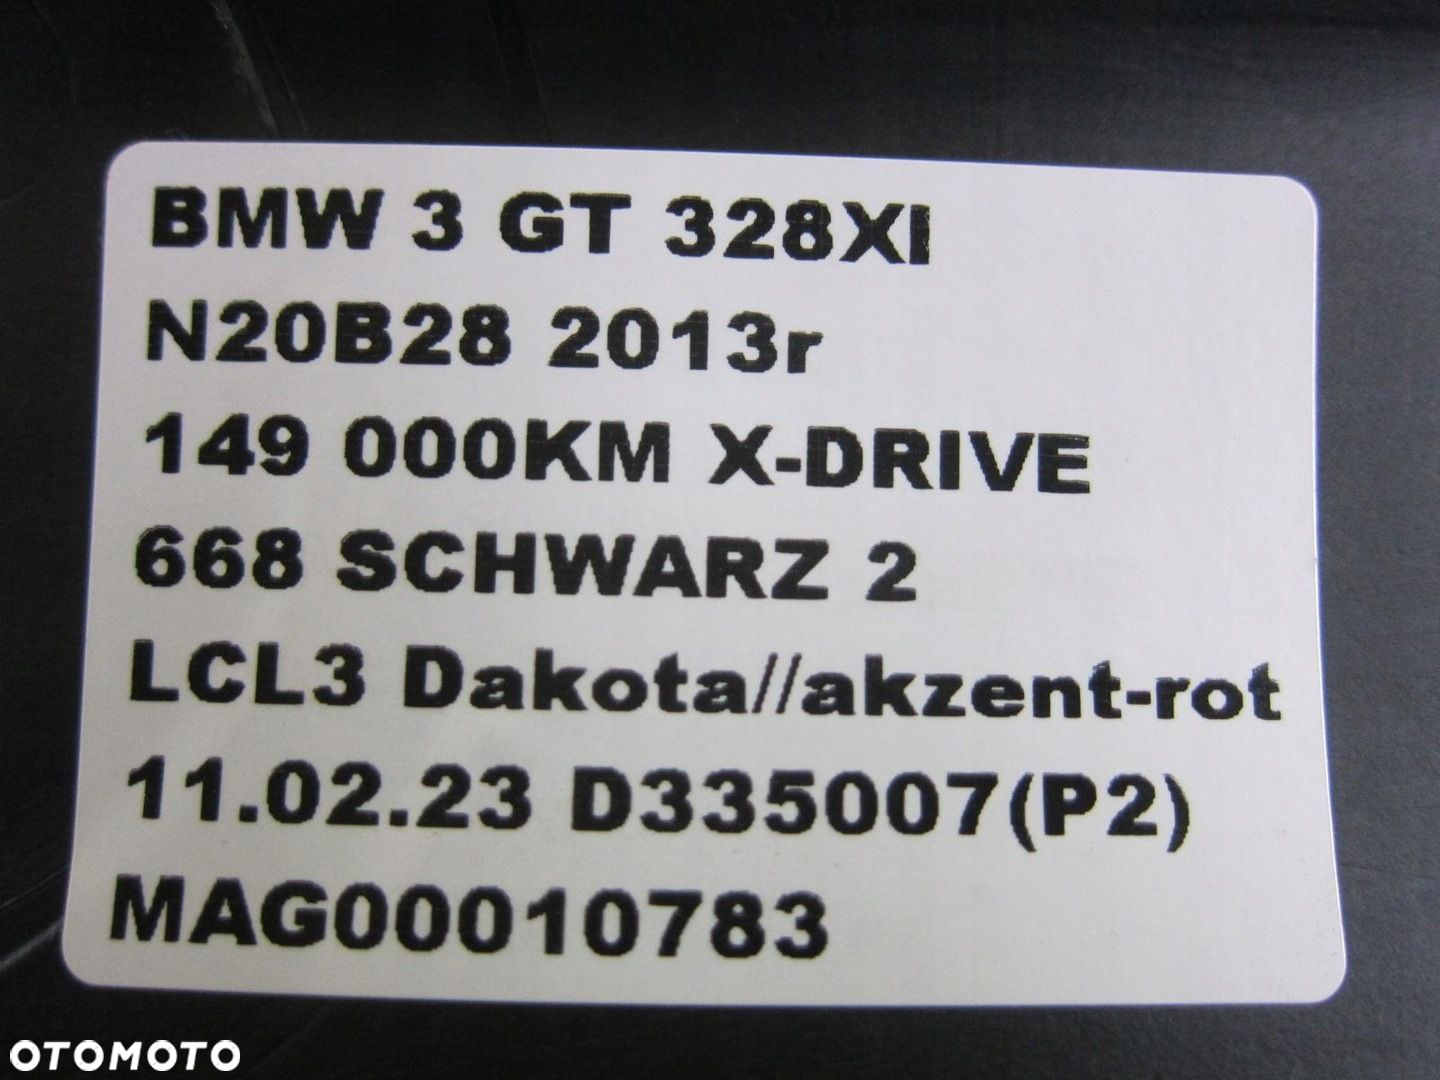 BMW 3 GT 328XI
N20B28 2013r
149 000KM X-DRIVE
668 SCHWARZ 2
LCL3 Dakota//akzent-rot
11.02.23 D335007(P2)
MAG00010783
OTOMOTO